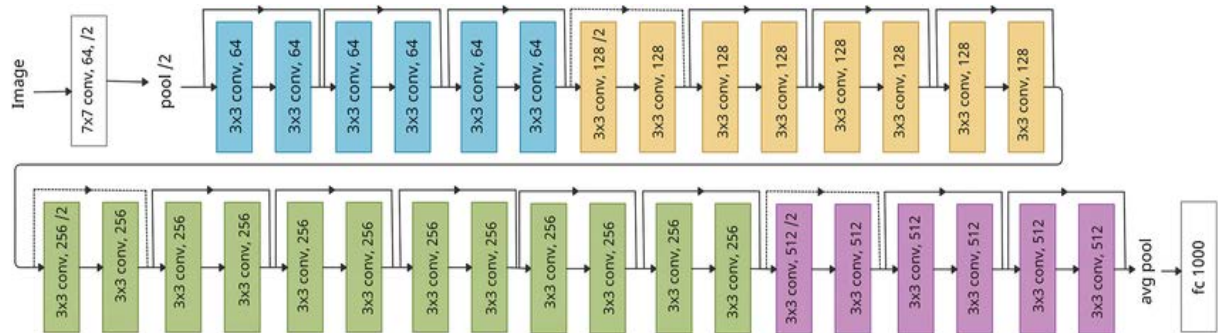 Image
7x7 conv, 64, /2
pool /2
3x3 conv, 64
3x3 conv, 64
3x3 conv, 64
3x3 conv, 64
3x3 conv, 64
3x3 conv, 64
3x3 conv, 128 /2
3x3 conv, 128
3x3 conv, 128
3x3 conv, 128
3x3 conv, 128
3x3 conv, 128
3x3 conv, 128
3x3 conv, 128
3x3 conv, 256 /2
3x3 conv, 256
3x3 conv, 256
3x3 conv, 256
3x3 conv, 256
3x3 conv, 256
3x3 conv, 256
3x3 conv, 256
3x3 conv, 256
3x3 conv, 256
3x3 conv, 256
3x3 conv, 256
3x3 conv, 512 /2
3x3 conv, 512
3x3 conv, 512
3x3 conv, 512
3x3 conv, 512
3x3 conv, 512
avg pool
fc 1000